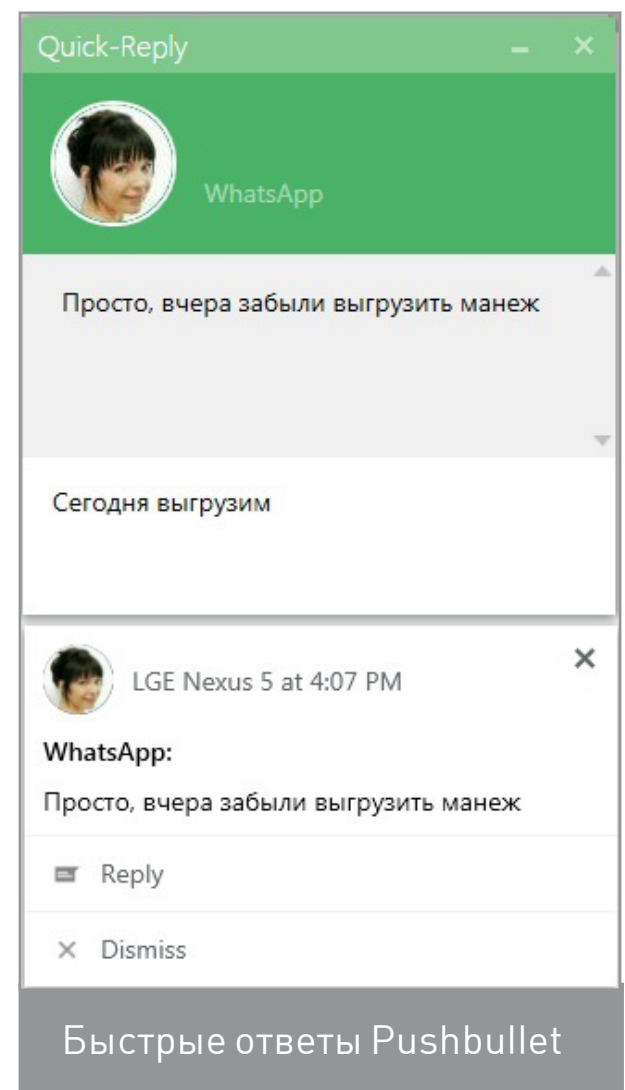 Quick-Reply
WhatsApp
Просто, вчера забыли выгрузить манеж
Сегодня выгрузим
LGE Nexus 5 at 4:07 PM
WhatsApp:
Просто, вчера забыли выгрузить манеж
Reply
Dismiss
Быстрые ответы Pushbullet